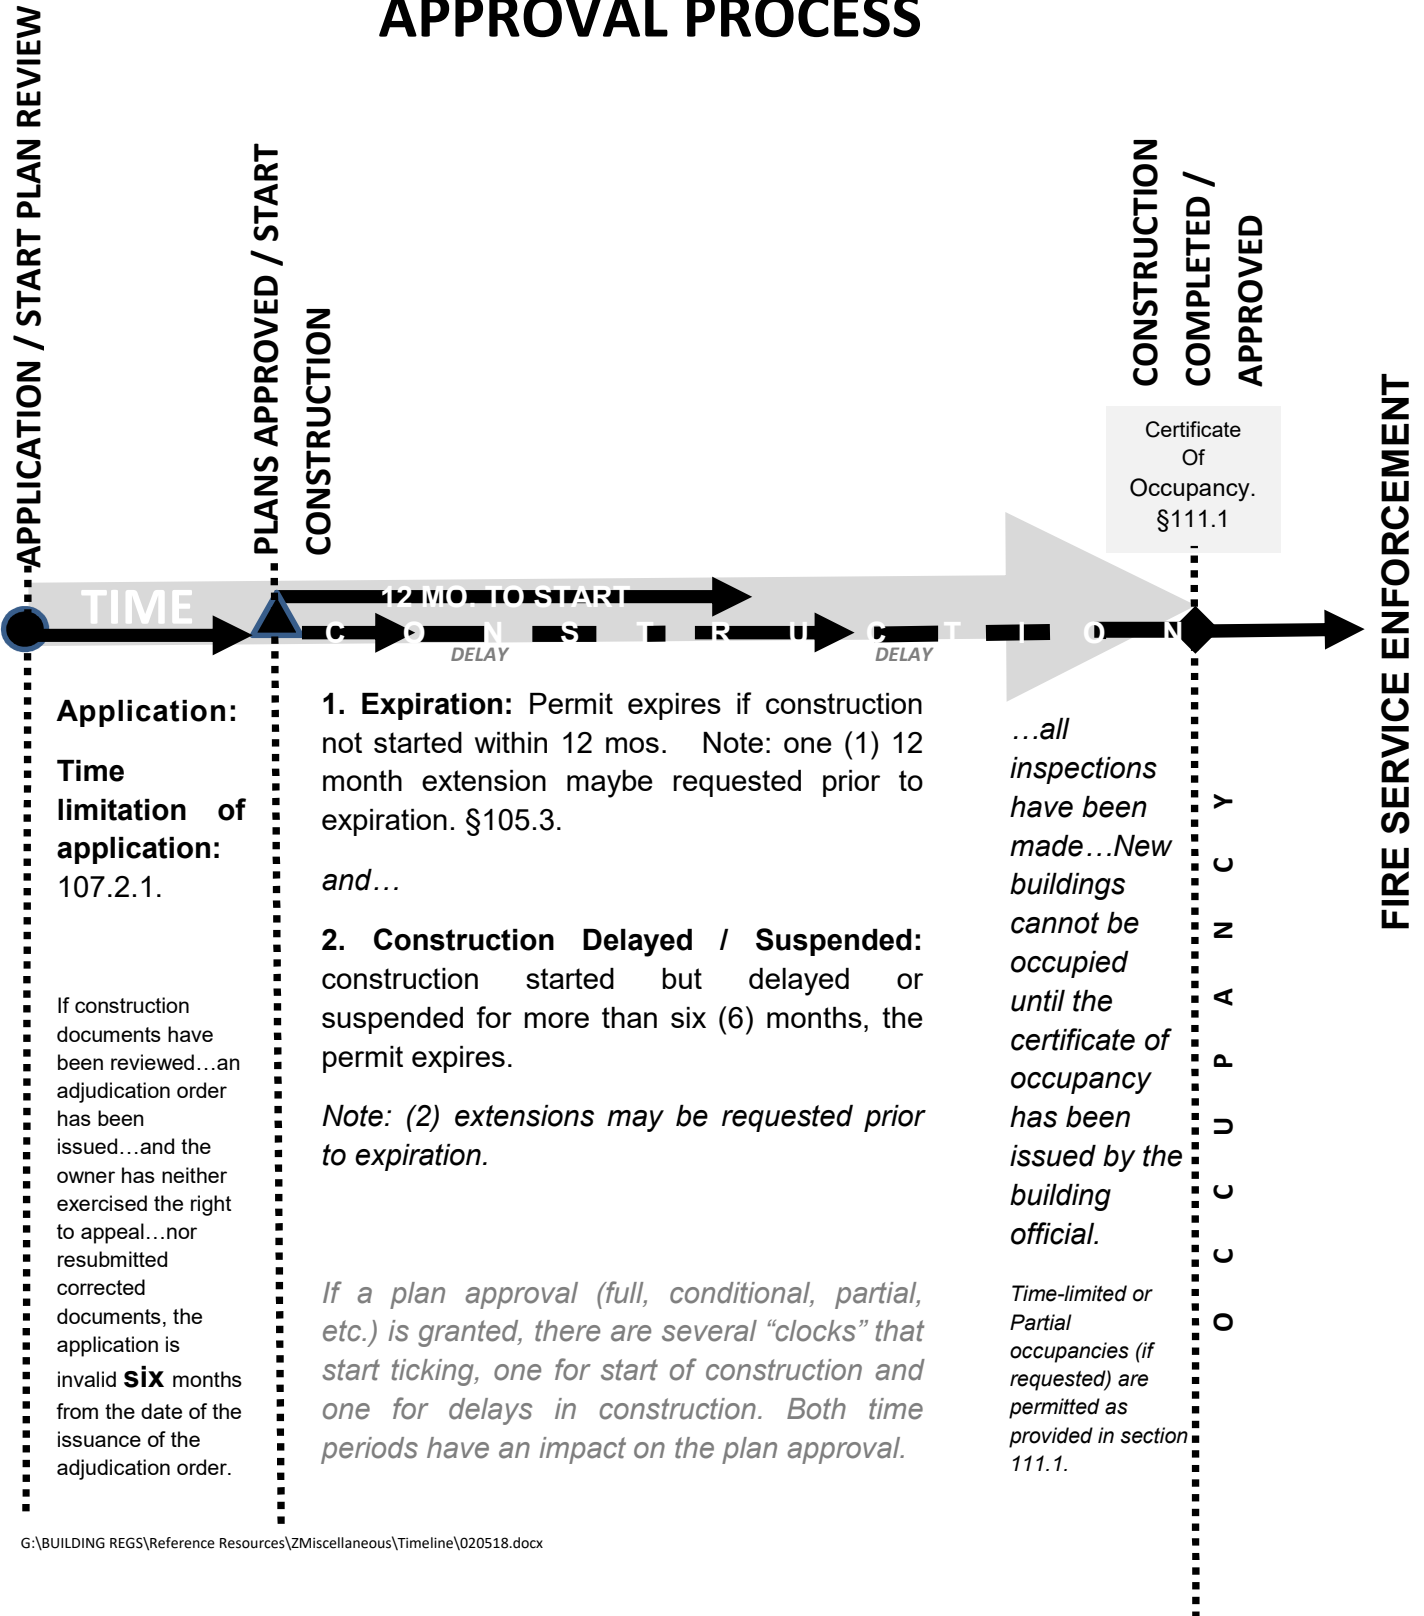 APPROVAL PROCESS
APPLICATION / START PLAN REVIEW
PLANS APPROVED / START
CONSTRUCTION
CONSTRUCTION
COMPLETED /
APPROVED
Certificate
Of
Occupancy.
§111.1
FIRE SERVICE ENFORCEMENT
TIME
12 MO. TO START
C O N S T R U C T I O N
DELAY
DELAY
Application:
Time
limitation of
application:
107.2.1.
If construction
documents have
been reviewed…an
adjudication order
has been
issued…and the
owner has neither
exercised the right
to appeal…nor
resubmitted
corrected
documents, the
application is
invalid six months
from the date of the
issuance of the
adjudication order.
1. Expiration: Permit expires if construction
not started within 12 mos. Note: one (1) 12
month extension maybe requested prior to
expiration. §105.3.
and…
2. Construction Delayed / Suspended:
construction started but delayed or
suspended for more than six (6) months, the
permit expires.
Note: (2) extensions may be requested prior
to expiration.
If a plan approval (full, conditional, partial,
etc.) is granted, there are several “clocks” that
start ticking, one for start of construction and
one for delays in construction. Both time
periods have an impact on the plan approval.
…all
inspections
have been
made…New
buildings
cannot be
occupied
until the
certificate of
occupancy
has been
issued by the
building
official.
Time-limited or
Partial
occupancies (if
requested) are
permitted as
provided in section
111.1.
O C C U P A N C Y
G:\BUILDING REGS\Reference Resources\ZMiscellaneous\Timeline\020518.docx